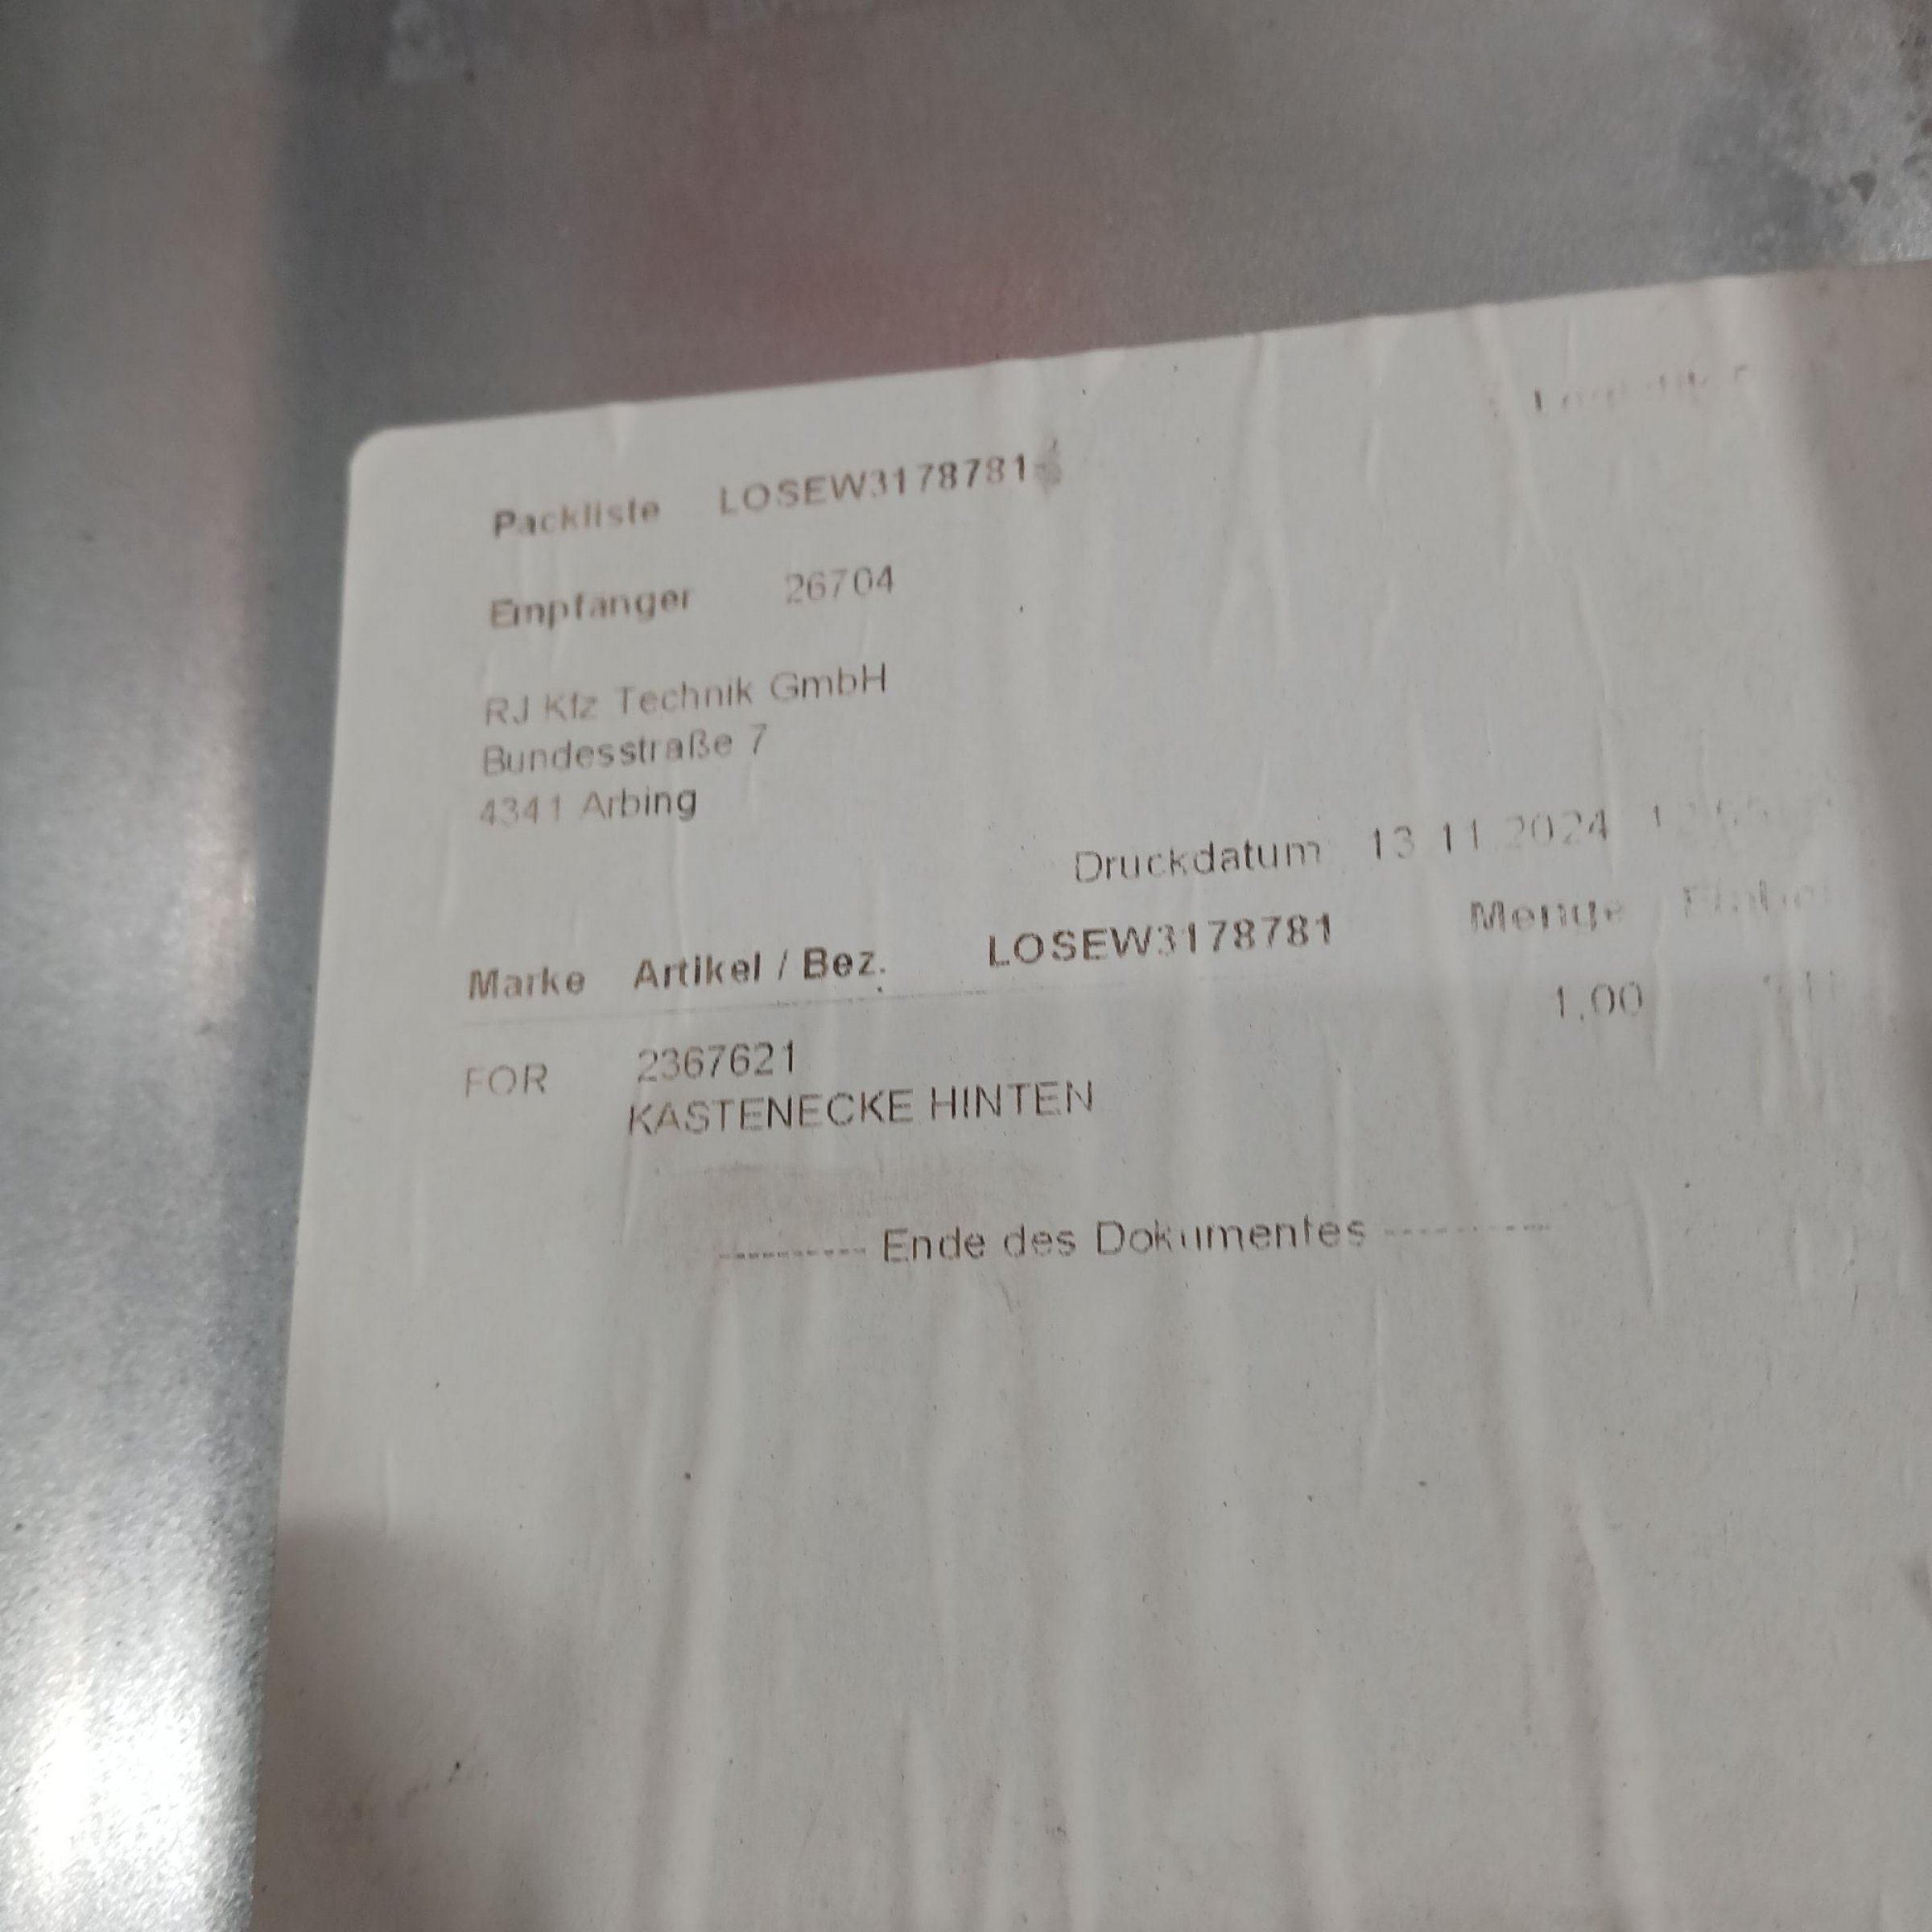 Packliste LOSEW3178781
Empfänger 26704
RJ Kfz Technik GmbH
Bundesstraße 7
4341 Arbing
Druckdatum 13.11.2024
Marke Artikel / Bez. LOSEW3178781 Menge
FOR 2367621 1,00
KASTENECKE HINTEN
---------- Ende des Dokumentes ----------